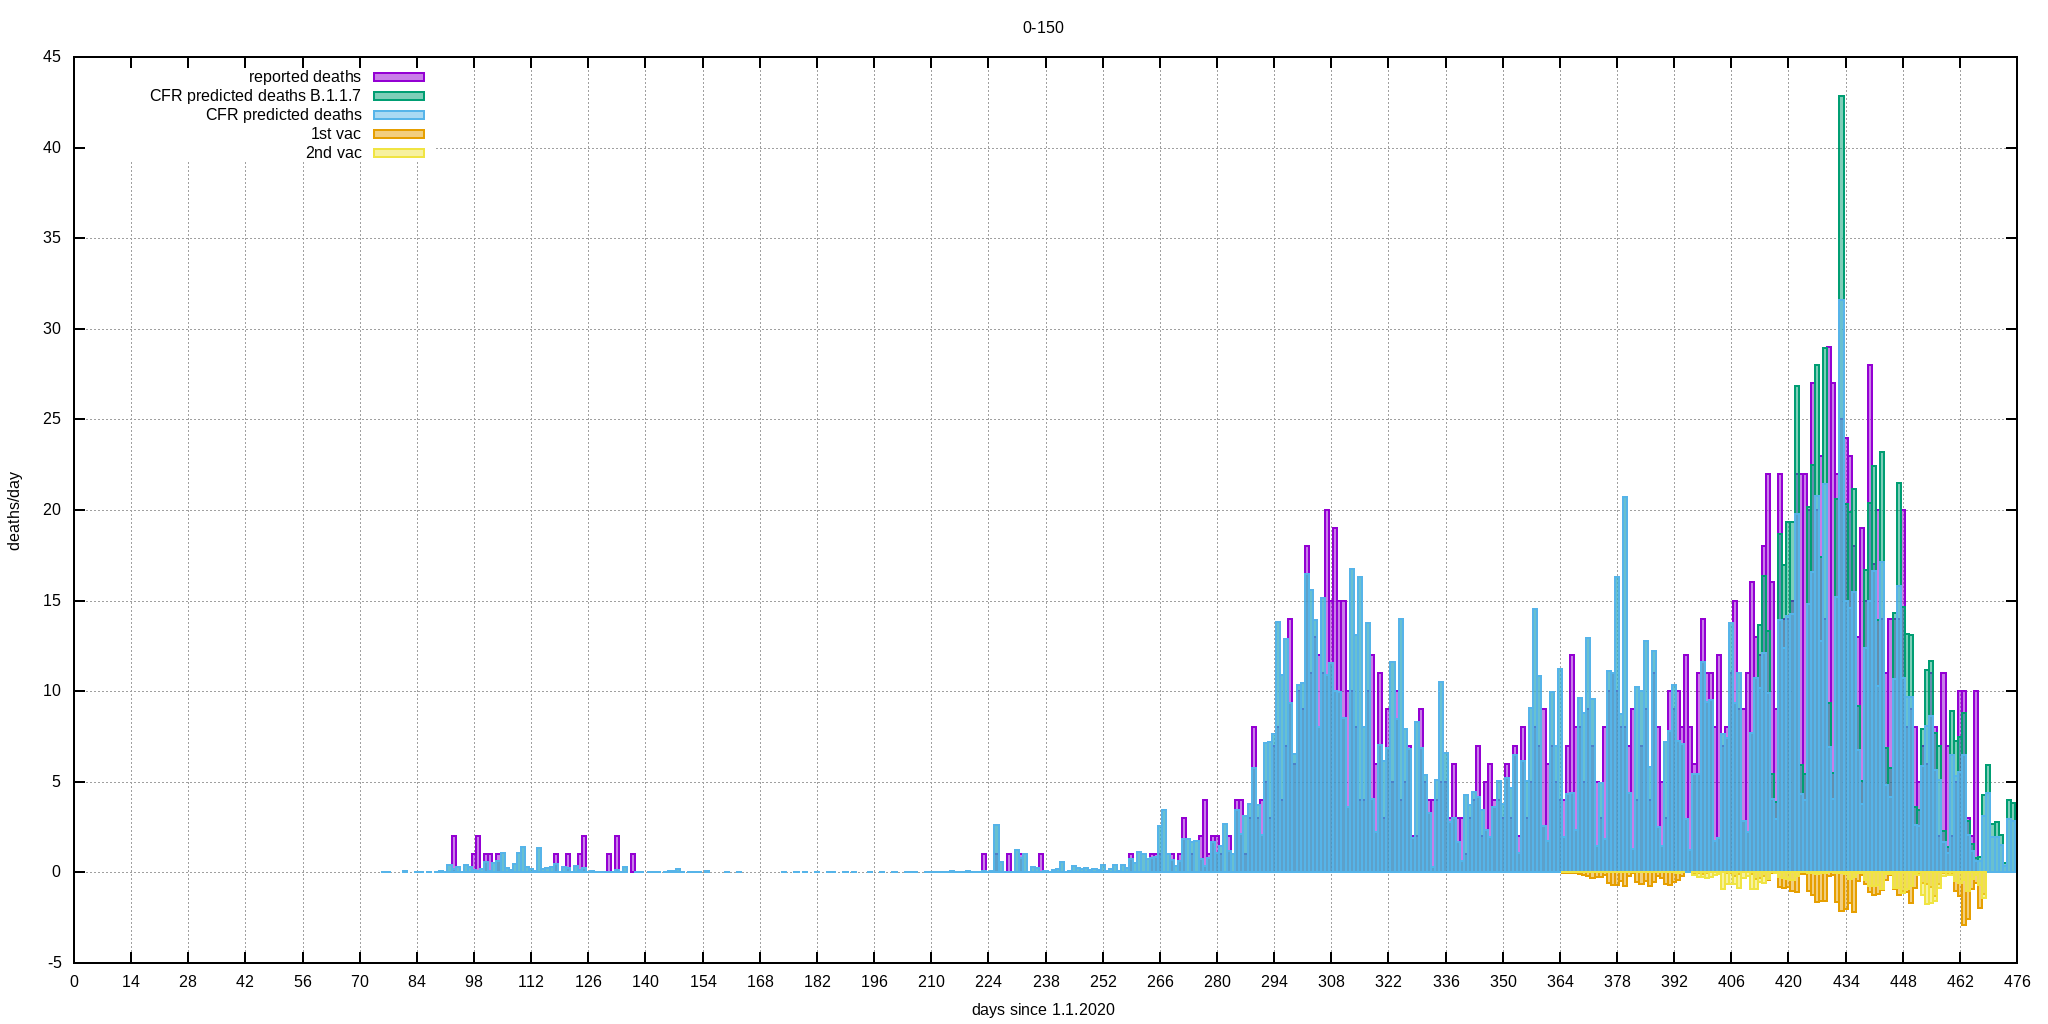 0-150
reported deaths
CFR predicted deaths B.1.1.7
CFR predicted deaths
1st vac
2nd vac
45
40
35
30
25
20
15
10
5
0
-5
deaths/day
0 14 28 42 56 70 84 98 112 126 140 154 168 182 196 210 224 238 252 266 280 294 308 322 336 350 364 378 392 406 420 434 448 462 476
days since 1.1.2020